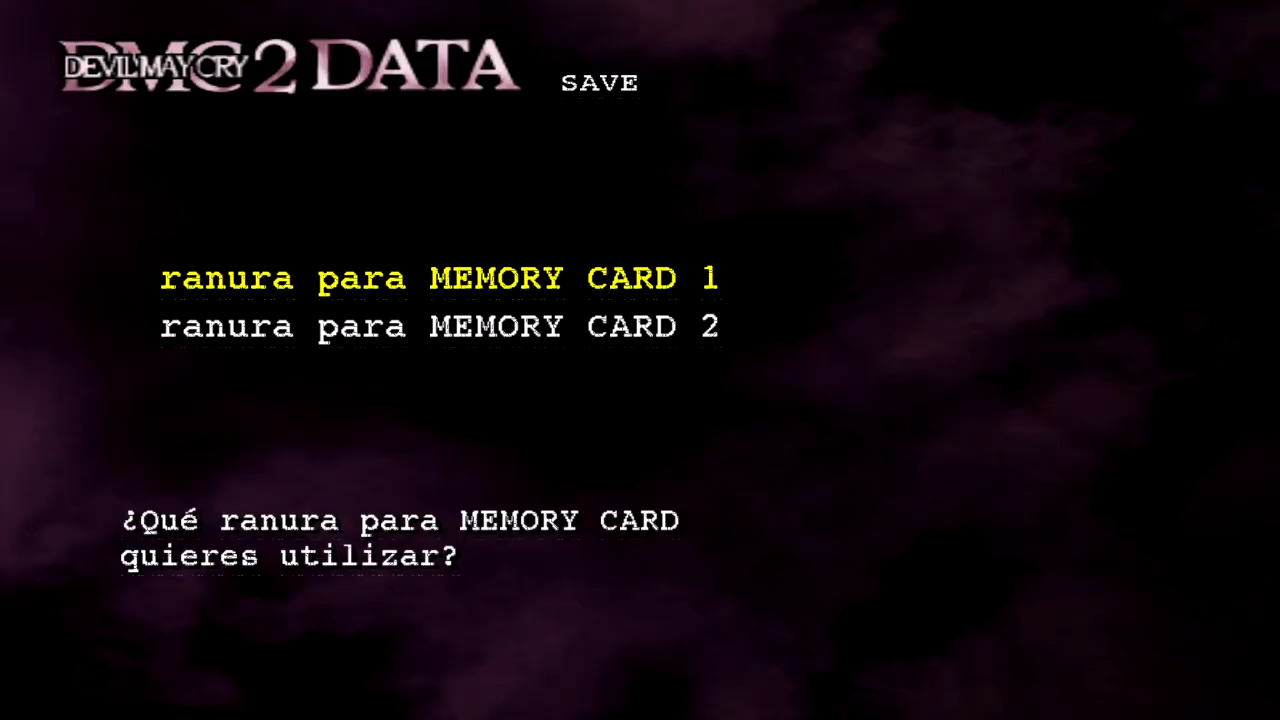 DMC DEVIL MAY CRY 2 DATA SAVE
ranura para MEMORY CARD 1
ranura para MEMORY CARD 2
¿Qué ranura para MEMORY CARD
quieres utilizar?